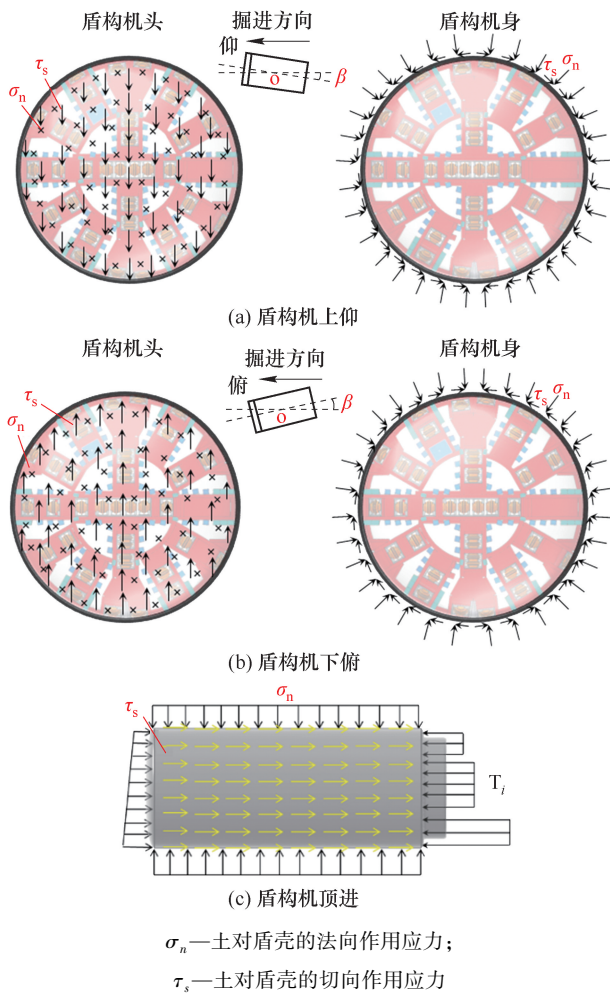 盾构机头
掘进方向
盾构机身
仰
τs
σn
o
β
τs
σn
(a) 盾构机上仰
盾构机头
掘进方向
盾构机身
俯
τs
σn
o
β
τs
σn
(b) 盾构机下俯
σn
τs
Ti
(c) 盾构机顶进
σn—土对盾壳的法向作用应力;
τs—土对盾壳的切向作用应力